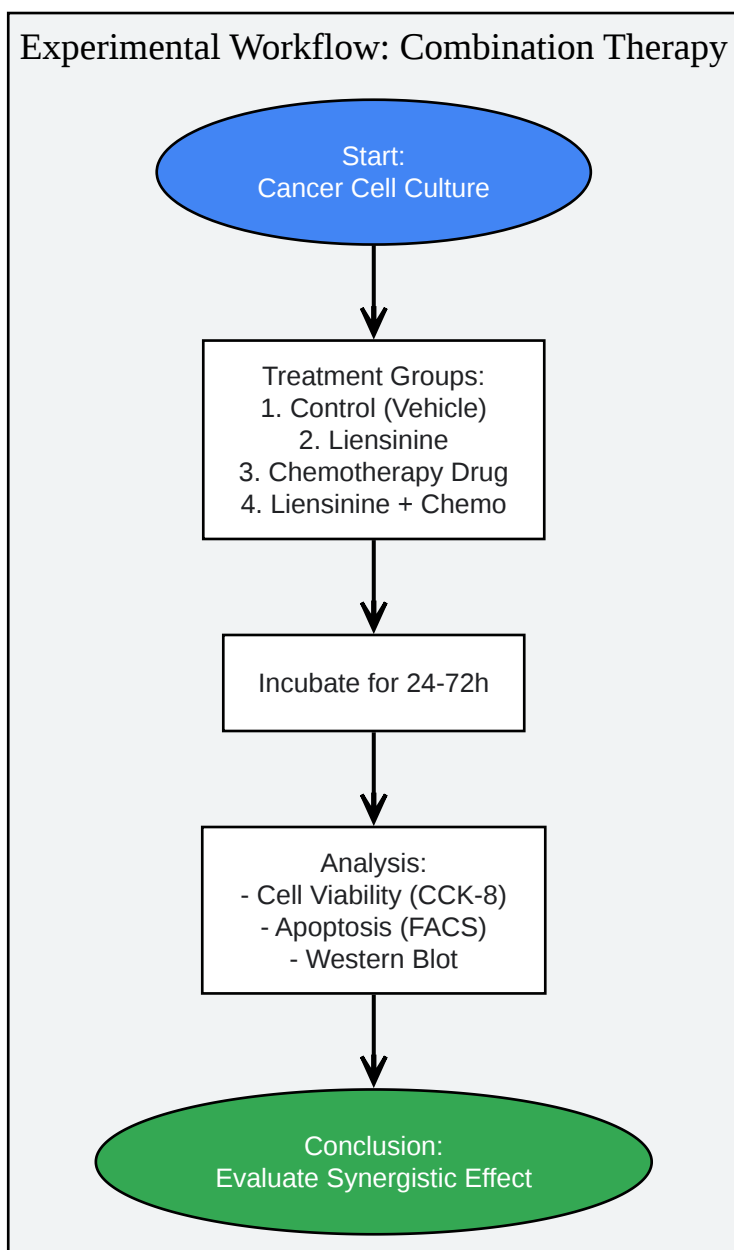 Experimental Workflow: Combination Therapy
Start:
Cancer Cell Culture
Treatment Groups:
1. Control (Vehicle)
2. Liensinine
3. Chemotherapy Drug
4. Liensinine + Chemo
Incubate for 24-72h
Analysis:
- Cell Viability (CCK-8)
- Apoptosis (FACS)
- Western Blot
Conclusion:
Evaluate Synergistic Effect